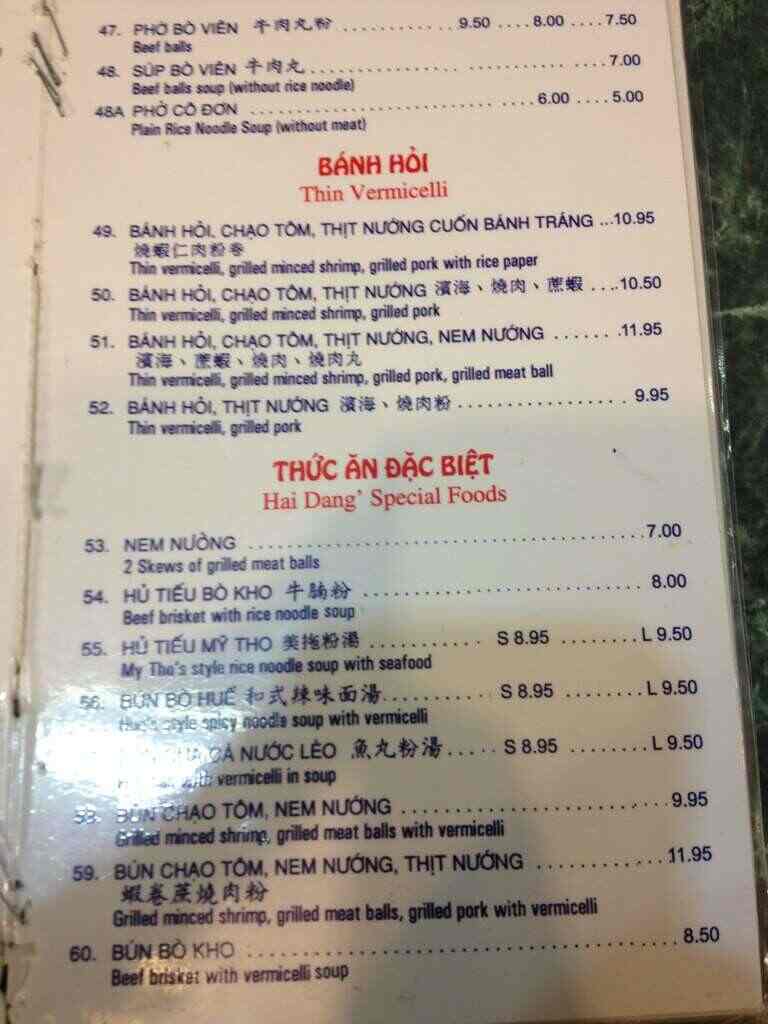 47. PHỞ BÒ VIÊN 牛肉丸粉 .................. 9.50 .... 8.00 .... 7.50
Beef balls
48. SÚP BÒ VIÊN 牛肉丸 .................................... 7.00
Beef balls soup (without rice noodle)
48A PHỞ CÔ ĐƠN .................................... 6.00 .... 5.00
Plain Rice Noodle Soup (without meat)
BÁNH HỎI
Thin Vermicelli
49. BÁNH HỎI, CHẠO TÔM, THỊT NƯỚNG CUỐN BÁNH TRÁNG ...10.95
燒蝦仁肉粉卷
Thin vermicelli, grilled minced shrimp, grilled pork with rice paper
50. BÁNH HỎI, CHẠO TÔM, THỊT NƯỚNG 濱海、燒肉、蔗蝦 .....10.50
Thin vermicelli, grilled minced shrimp, grilled pork
51. BÁNH HỎI, CHẠO TÔM, THỊT NƯỚNG, NEM NƯỚNG .......11.95
濱海、蔗蝦、燒肉、燒肉丸
Thin vermicelli, grilled minced shrimp, grilled pork, grilled meat ball
52. BÁNH HỎI, THỊT NƯỚNG 濱海、燒肉粉 .................. 9.95
Thin vermicelli, grilled pork
THỨC ĂN ĐẶC BIỆT
Hai Dang' Special Foods
53. NEM NƯỜNG ........................................ 7.00
2 Skews of grilled meat balls
54. HỦ TIẾU BÒ KHO 牛腩粉 ............................ 8.00
Beef brisket with rice noodle soup
55. HỦ TIẾU MỸ THO 美拖粉湯 ............ S 8.95 ........L 9.50
My Tho's style rice noodle soup with seafood
56. BÚN BÒ HUẾ 和式辣味面湯 ............ S 8.95 ........L 9.50
Hue's style spicy noodle soup with vermicelli
CÁ NƯỚC LÈO 魚丸粉湯 ..... S 8.95 ........L 9.50
with vermicelli in soup
58. BÚN CHẠO TÔM, NEM NƯỚNG .......................... 9.95
Grilled minced shrimp, grilled meat balls with vermicelli
59. BÚN CHẠO TÔM, NEM NƯỚNG, THỊT NƯỚNG ............11.95
蝦卷蔗燒肉粉
Grilled minced shrimp, grilled meat balls, grilled pork with vermicelli
60. BÚN BÒ KHO ........................................ 8.50
Beef brisket with vermicelli soup